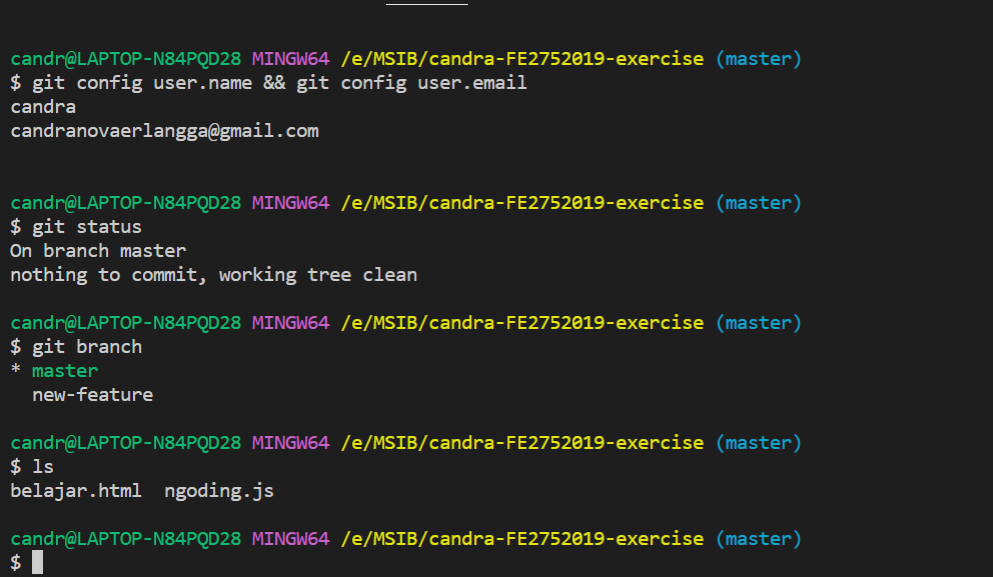 candr@LAPTOP-N84PQD28 MINGW64 /e/MSIB/candra-FE2752019-exercise (master)
$ git config user.name && git config user.email
candra
candranovaerlangga@gmail.com
candr@LAPTOP-N84PQD28 MINGW64 /e/MSIB/candra-FE2752019-exercise (master)
$ git status
On branch master
nothing to commit, working tree clean
candr@LAPTOP-N84PQD28 MINGW64 /e/MSIB/candra-FE2752019-exercise (master)
$ git branch
* master
  new-feature
candr@LAPTOP-N84PQD28 MINGW64 /e/MSIB/candra-FE2752019-exercise (master)
$ ls
belajar.html  ngoding.js
candr@LAPTOP-N84PQD28 MINGW64 /e/MSIB/candra-FE2752019-exercise (master)
$